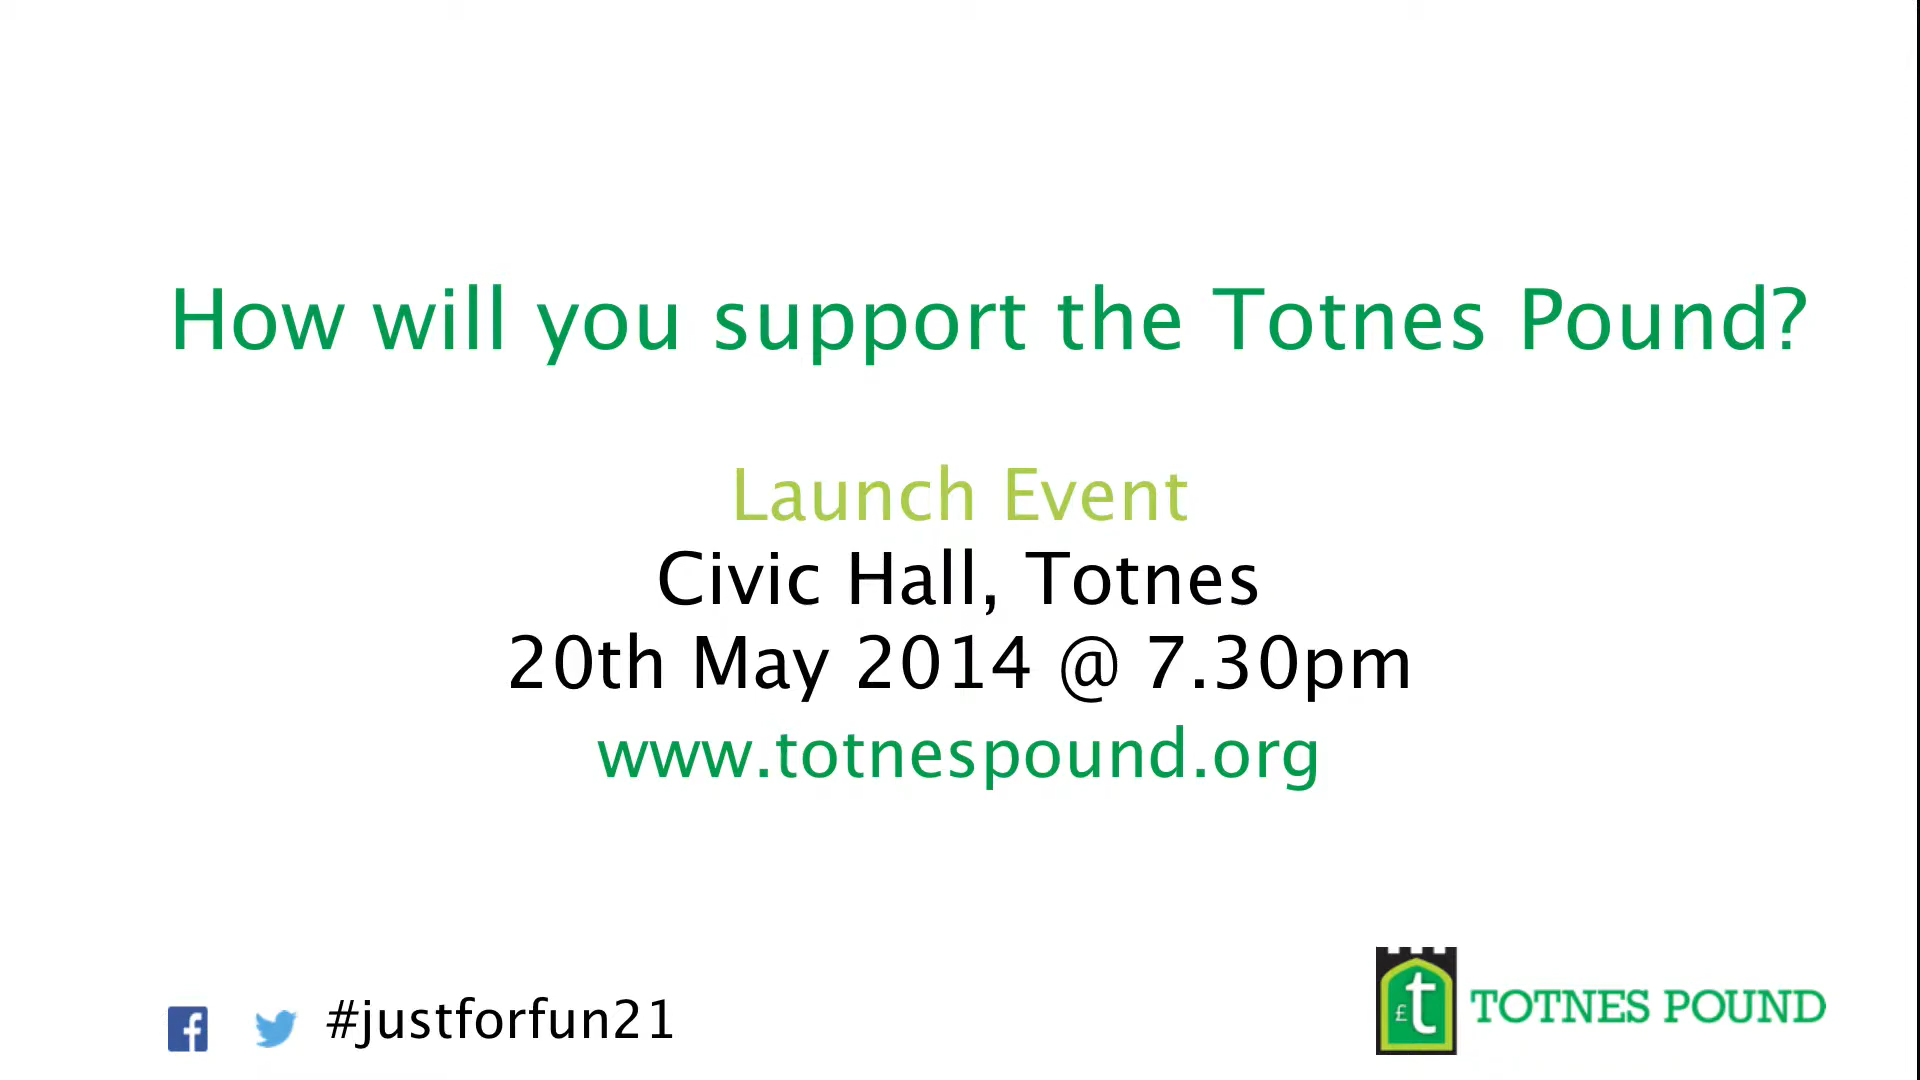 How will you support the Totnes Pound?
Launch Event
Civic Hall, Totnes
20th May 2014 @ 7.30pm
www.totnespound.org
f #justforfun21
£t TOTNES POUND